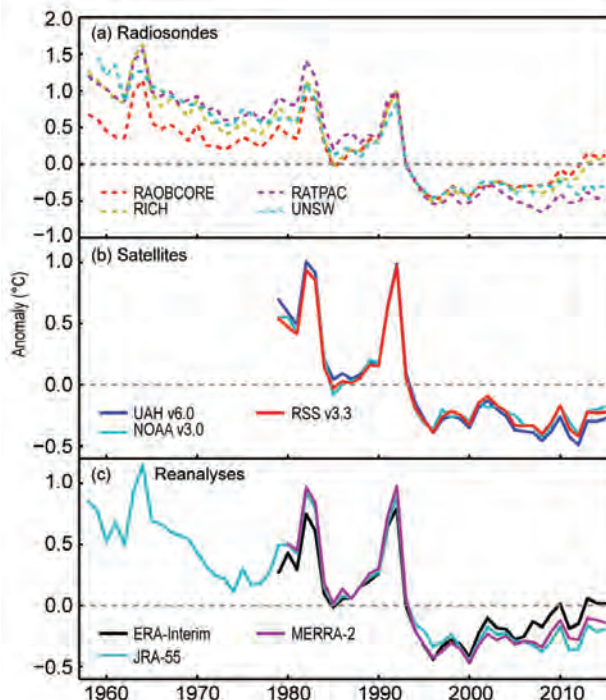 2.0
(a) Radiosondes
1.5
1.0
0.5
0.0
−0.5
−1.0
RAOBCORE RATPAC
RICH UNSW
Anomaly (°C)
(b) Satellites
1.0
0.5
0.0
−0.5
UAH v6.0 RSS v3.3
NOAA v3.0
(c) Reanalyses
1.0
0.5
0.0
−0.5
ERA-Interim MERRA-2
JRA-55
1960 1970 1980 1990 2000 2010